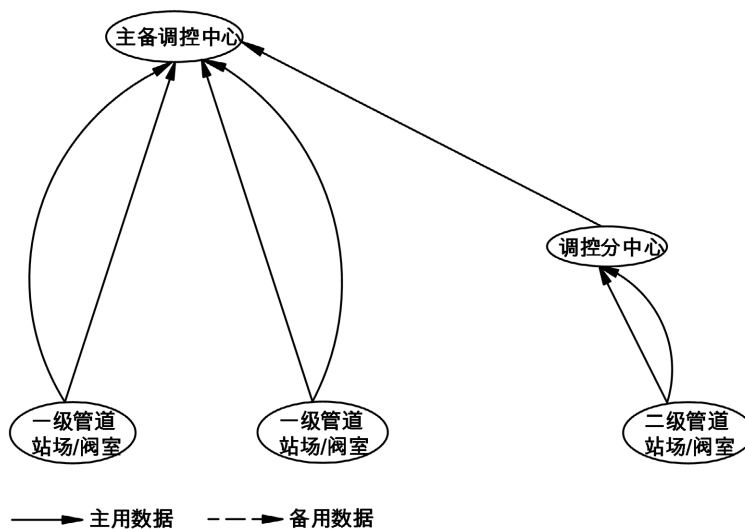 主备调控中心
调控分中心
一级管道
站场/阀室
一级管道
站场/阀室
二级管道
站场/阀室
主用数据
备用数据